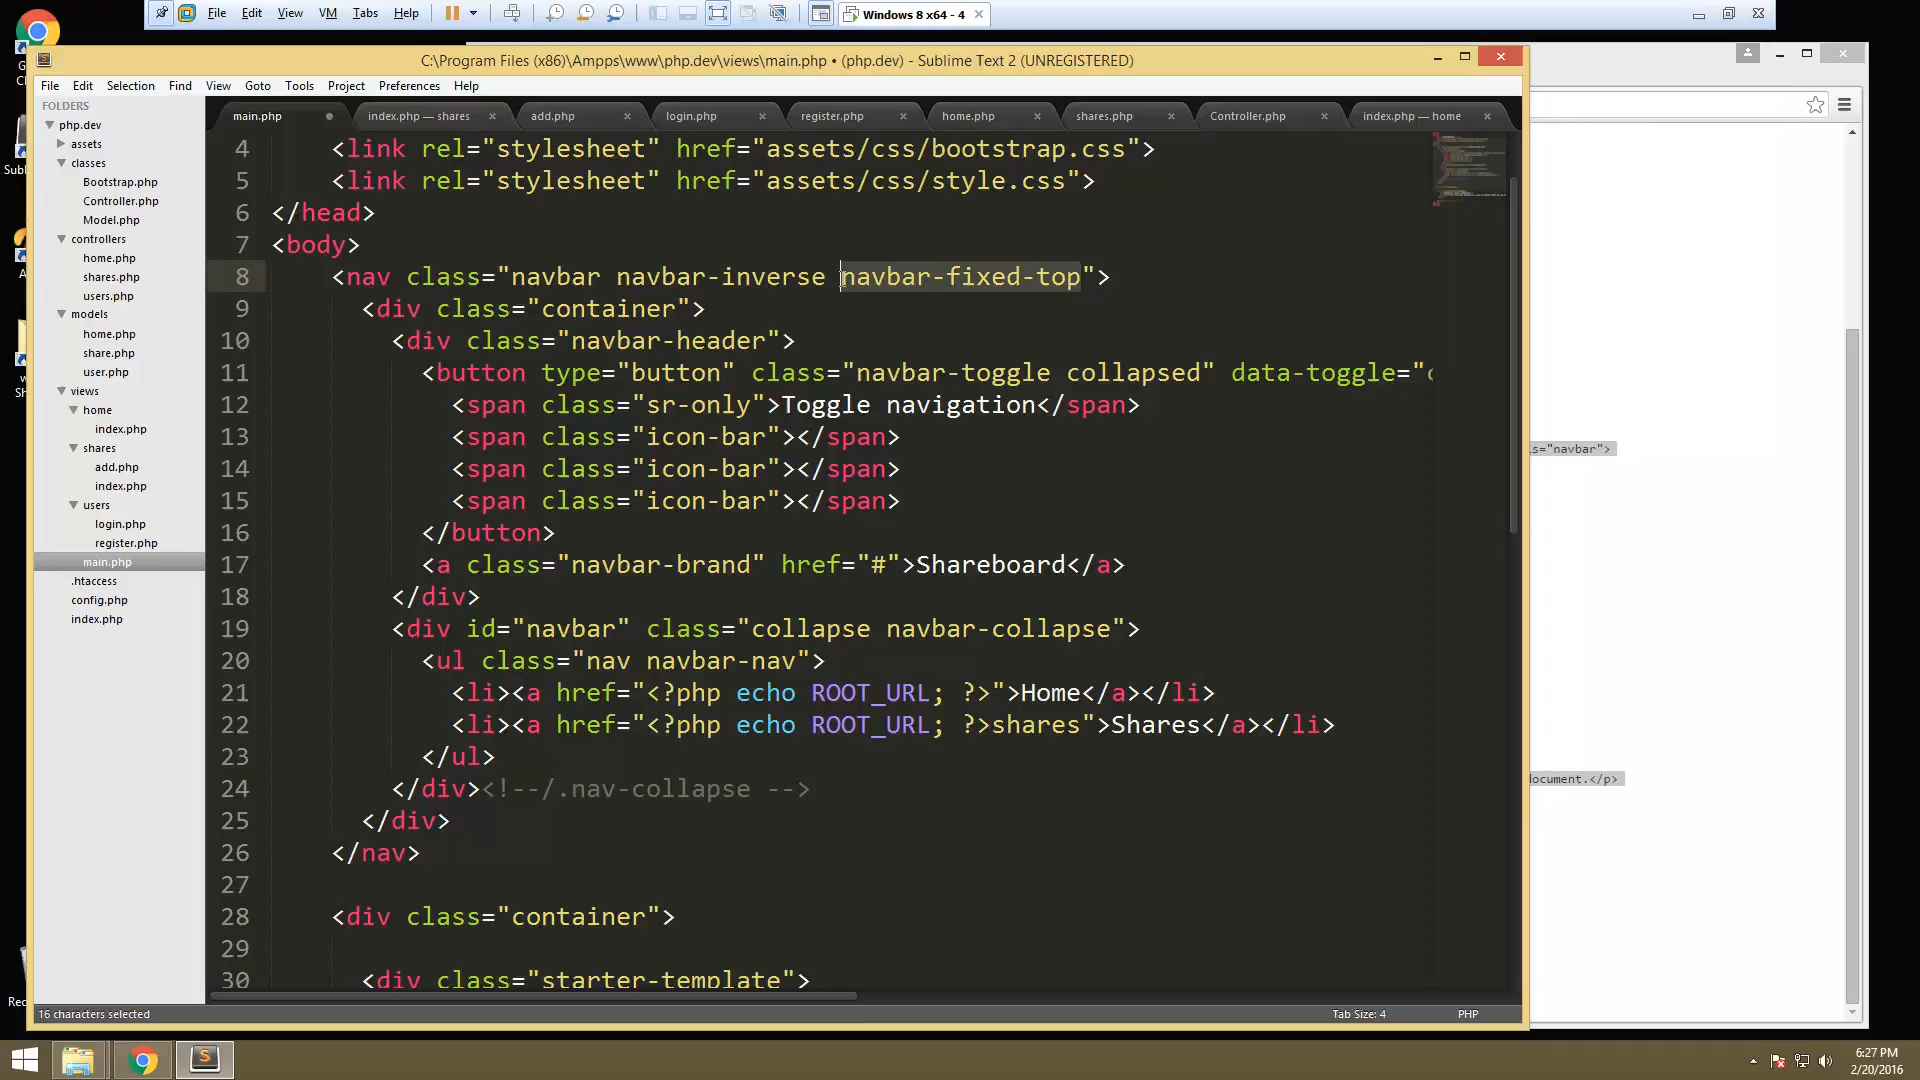 File Edit View VM Tabs Help
Windows 8 x64 - 4
C:\Program Files (x86)\Ampps\www\php.dev\views\main.php • (php.dev) - Sublime Text 2 (UNREGISTERED)
File Edit Selection Find View Goto Tools Project Preferences Help
FOLDERS
php.dev
assets
classes
Bootstrap.php
Controller.php
Model.php
controllers
home.php
shares.php
users.php
models
home.php
share.php
user.php
views
home
index.php
shares
add.php
index.php
users
login.php
register.php
main.php
.htaccess
config.php
index.php
main.php index.php — shares add.php login.php register.php home.php shares.php Controller.php index.php — home
4 <link rel="stylesheet" href="assets/css/bootstrap.css">
5 <link rel="stylesheet" href="assets/css/style.css">
6 </head>
7 <body>
8 <nav class="navbar navbar-inverse navbar-fixed-top">
9 <div class="container">
10 <div class="navbar-header">
11 <button type="button" class="navbar-toggle collapsed" data-toggle="c
12 <span class="sr-only">Toggle navigation</span>
13 <span class="icon-bar"></span>
14 <span class="icon-bar"></span>
15 <span class="icon-bar"></span>
16 </button>
17 <a class="navbar-brand" href="#">Shareboard</a>
18 </div>
19 <div id="navbar" class="collapse navbar-collapse">
20 <ul class="nav navbar-nav">
21 <li><a href="<?php echo ROOT_URL; ?>">Home</a></li>
22 <li><a href="<?php echo ROOT_URL; ?>shares">Shares</a></li>
23 </ul>
24 </div><!--/.nav-collapse -->
25 </div>
26 </nav>
27
28 <div class="container">
29
30 <div class="starter-template">
ss="navbar">
document.</p>
16 characters selected
Tab Size: 4 PHP
6:27 PM
2/20/2016